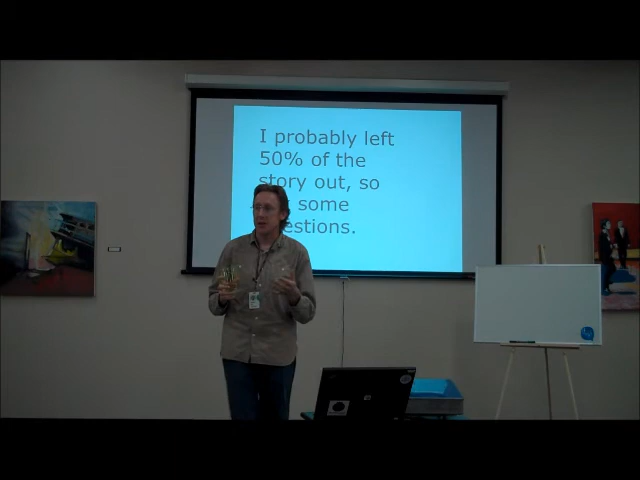 I probably left
50% of the
story out, so
some
estions.